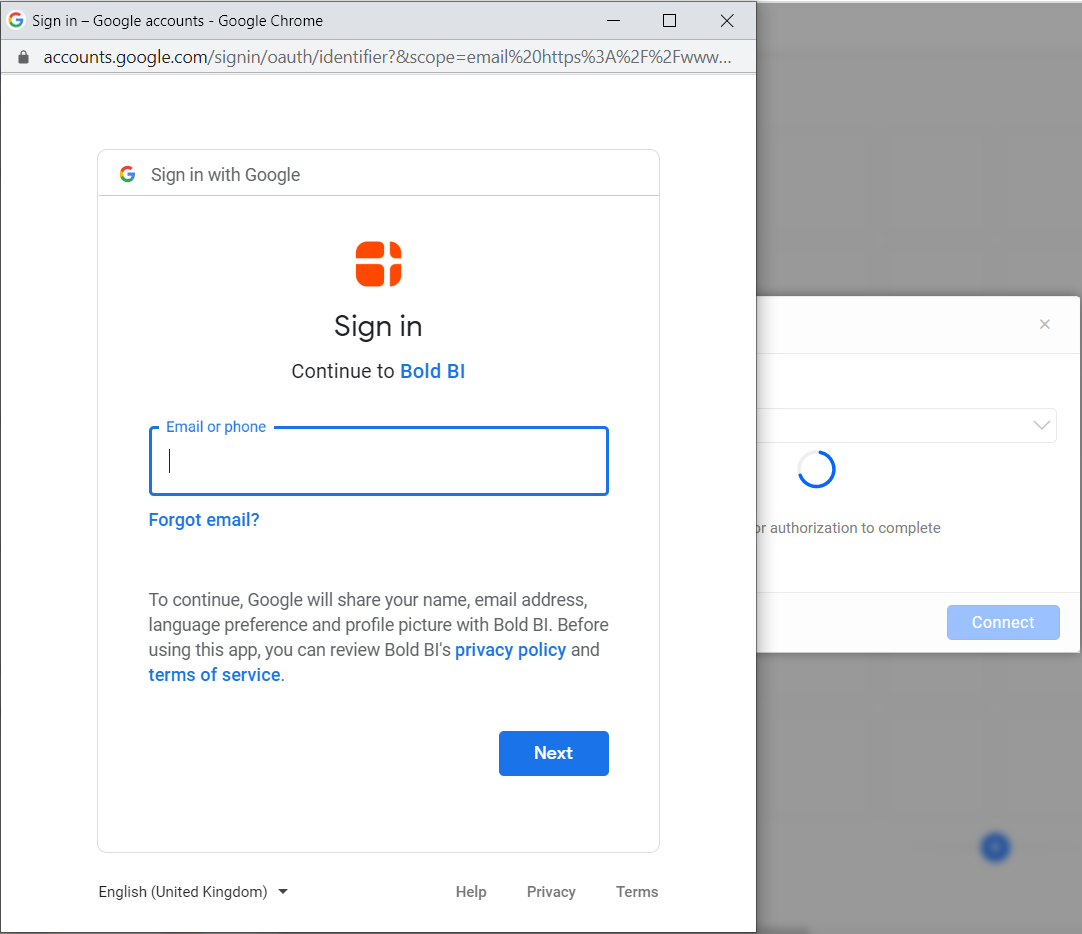 Sign in – Google accounts - Google Chrome
accounts.google.com/signin/oauth/identifier?&scope=email%20https%3A%2F%2Fwww...
Sign in with Google
Sign in
Continue to Bold BI
Email or phone
Forgot email?
To continue, Google will share your name, email address,
language preference and profile picture with Bold BI. Before
using this app, you can review Bold BI's privacy policy and
terms of service.
Next
English (United Kingdom)
Help
Privacy
Terms
or authorization to complete
Connect